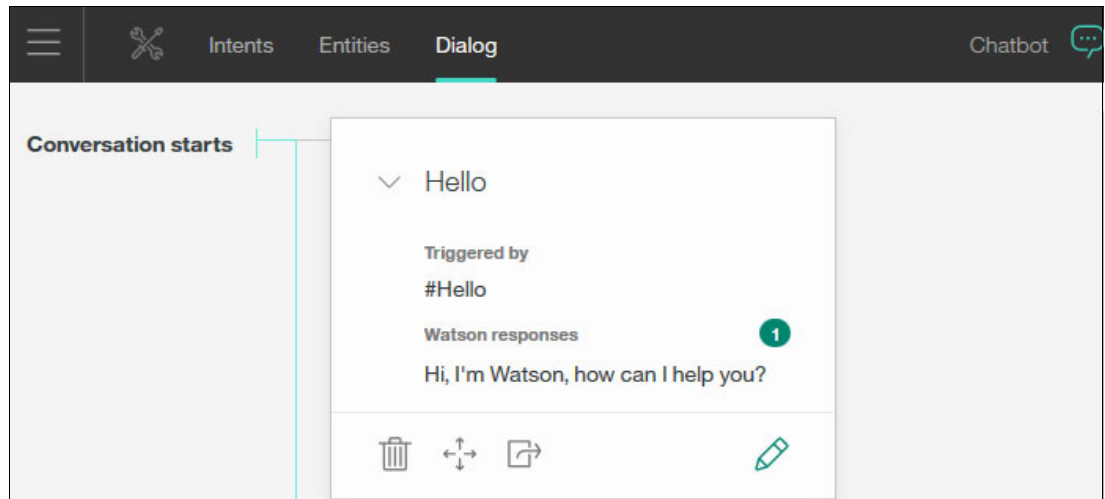 Intents Entities Dialog Chatbot
Conversation starts
Hello
Triggered by
#Hello
Watson responses 1
Hi, I'm Watson, how can I help you?